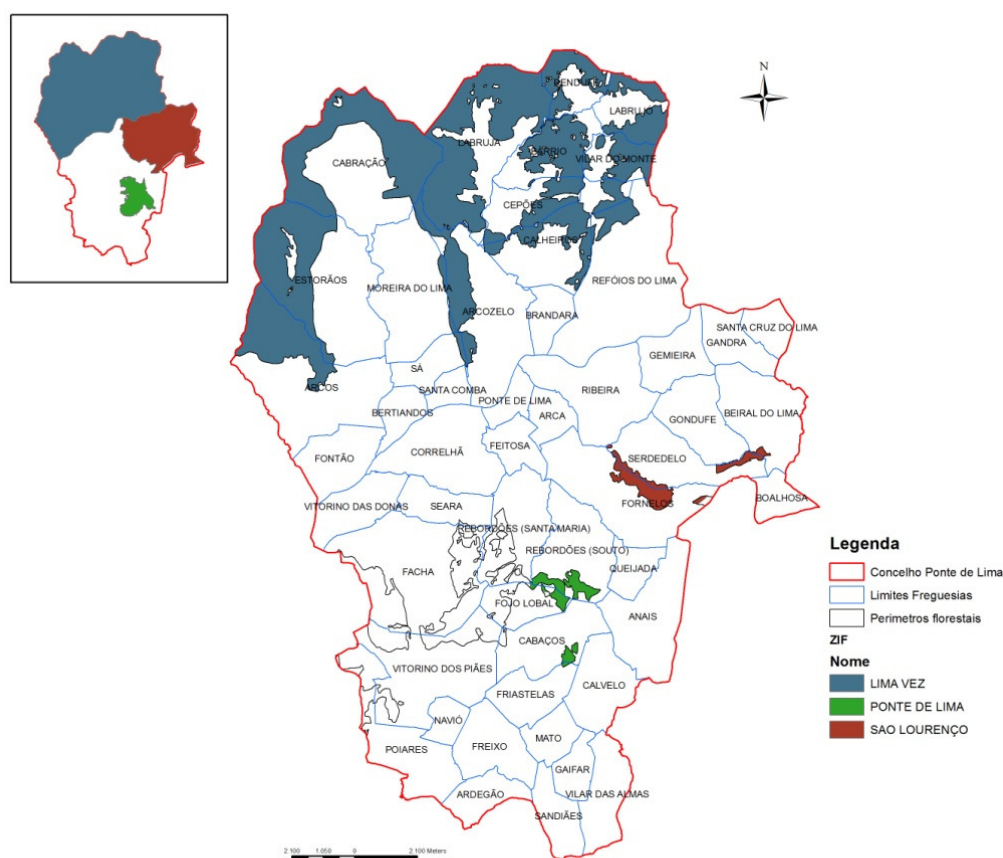 N
RENDUFE
LABRUJO
LABRUJA
BÁRRIO
VILAR DO MONTE
CABRAÇÃO
CEPÕES
CALHEIROS
ESTORÃOS
MOREIRA DO LIMA
REFÓIOS DO LIMA
ARCOZELO
BRANDARA
SANTA CRUZ DO LIMA
GANDRA
GEMIEIRA
SÁ
ARCOS
SANTA COMBA
RIBEIRA
PONTE DE LIMA
BERTIANDOS
ARCA
BEIRAL DO LIMA
GONDUFE
FEITOSA
CORRELHÃ
FONTÃO
SERDEDELO
BOALHOSA
VITORINO DAS DONAS
SEARA
FORNELOS
REBORDÕES (SANTA MARIA)
REBORDÕES (SOUTO)
FACHA
QUEIJADA
FOJO LOBAL
ANAIS
CABAÇOS
VITORINO DOS PIÃES
CALVELO
FRIASTELAS
NAVIÓ
MATO
POIARES
FREIXO
GAIFAR
ARDEGÃO
VILAR DAS ALMAS
SANDIÃES
Legenda
Concelho Ponte de Lima
Limites Freguesias
Perimetros florestais
ZIF
Nome
LIMA VEZ
PONTE DE LIMA
SAO LOURENÇO
2.100 1.050 0 2.100 Meters